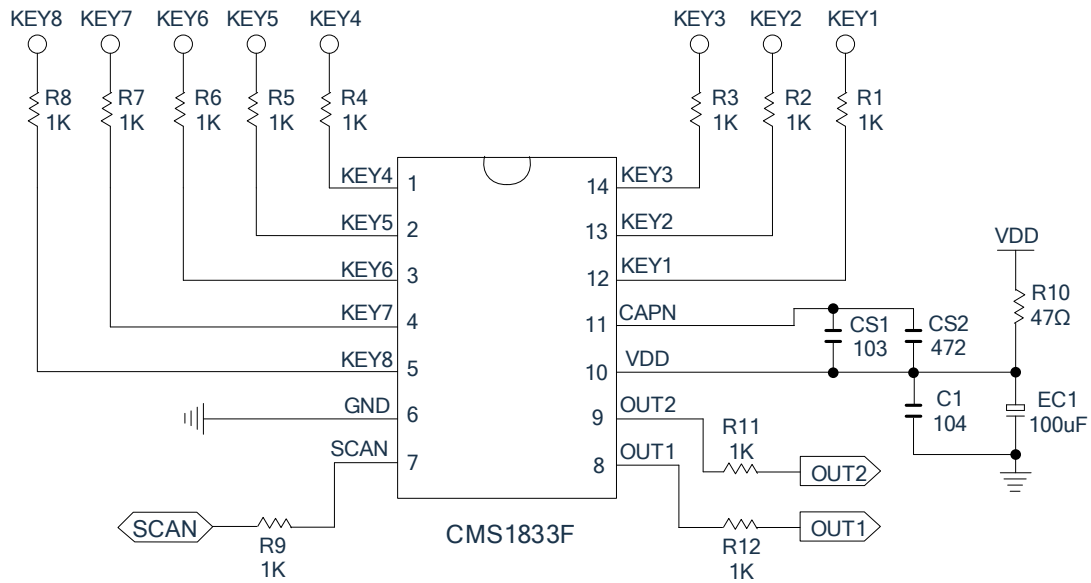 KEY8 KEY7 KEY6 KEY5 KEY4 KEY3 KEY2 KEY1
R8 R7 R6 R5 R4 R3 R2 R1
1K 1K 1K 1K 1K 1K 1K 1K
KEY4 1 14 KEY3
KEY5 2 13 KEY2
KEY6 3 12 KEY1
KEY7 4 11 CAPN
KEY8 5 10 VDD
GND 6 9 OUT2
SCAN 7 8 OUT1
VDD
R10
47Ω
CS1 CS2
103 472
C1 EC1
104 100uF
R11
1K
OUT2
SCAN
R9
1K
CMS1833F
OUT1
R12
1K